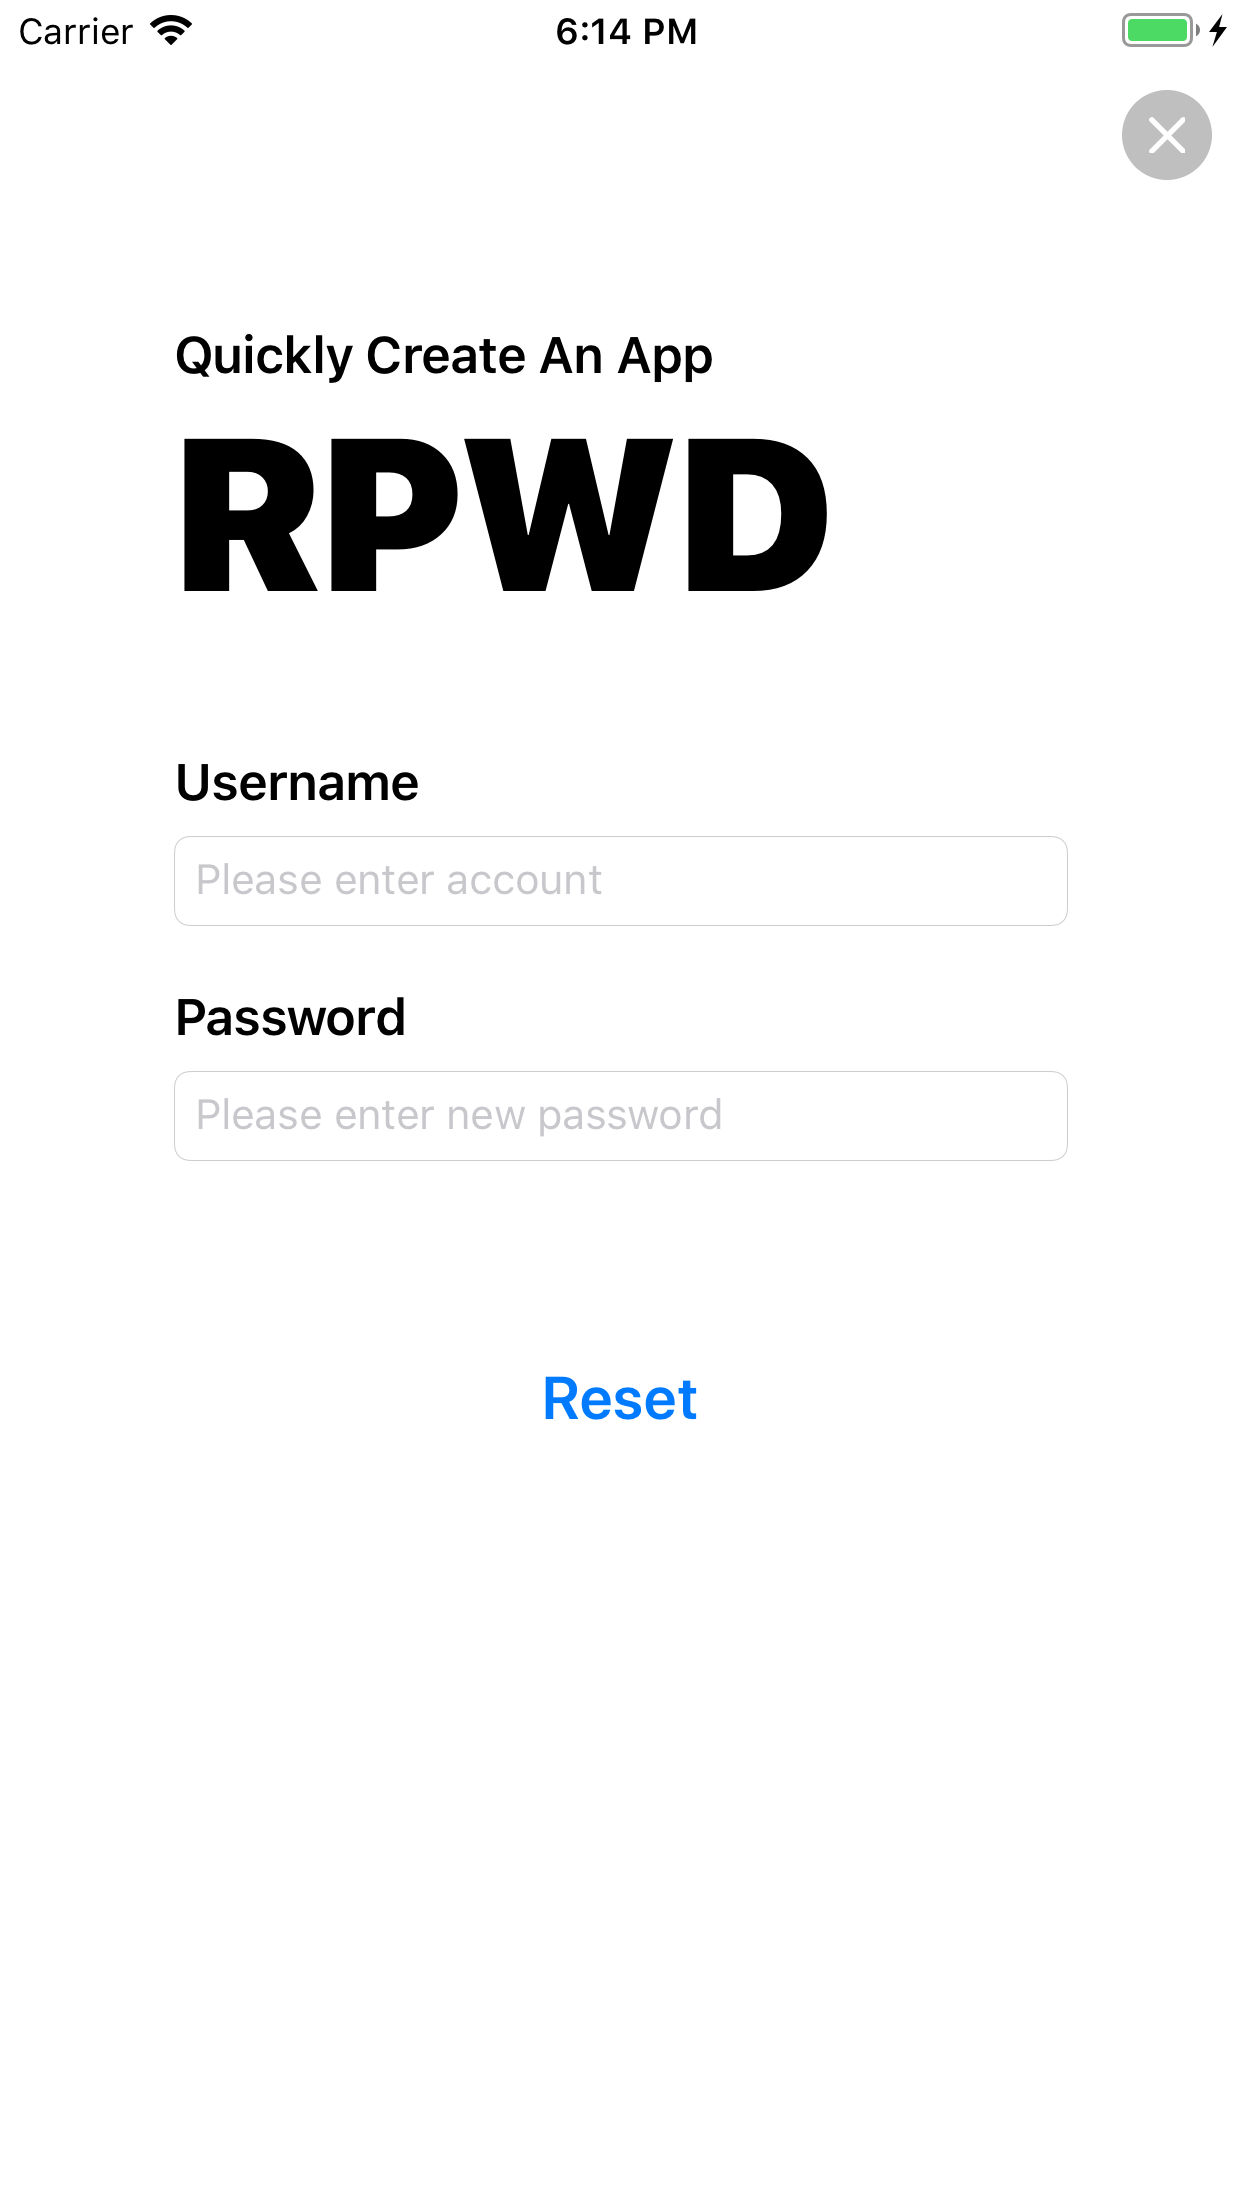 Carrier 6:14 PM
Quickly Create An App
RPWD
Username
Please enter account
Password
Please enter new password
Reset